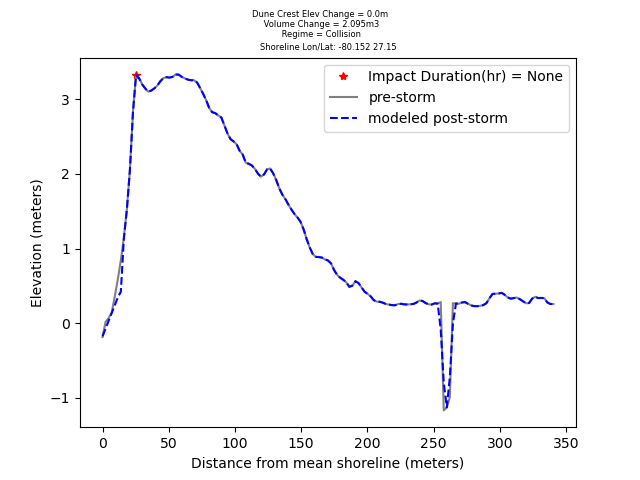 Dune Crest Elev Change = 0.0m
Volume Change = 2.095m3
Regime = Collision
Shoreline Lon/Lat: -80.152 27.15
Impact Duration(hr) = None
pre-storm
modeled post-storm
Elevation (meters)
3
2
1
0
−1
0 50 100 150 200 250 300 350
Distance from mean shoreline (meters)